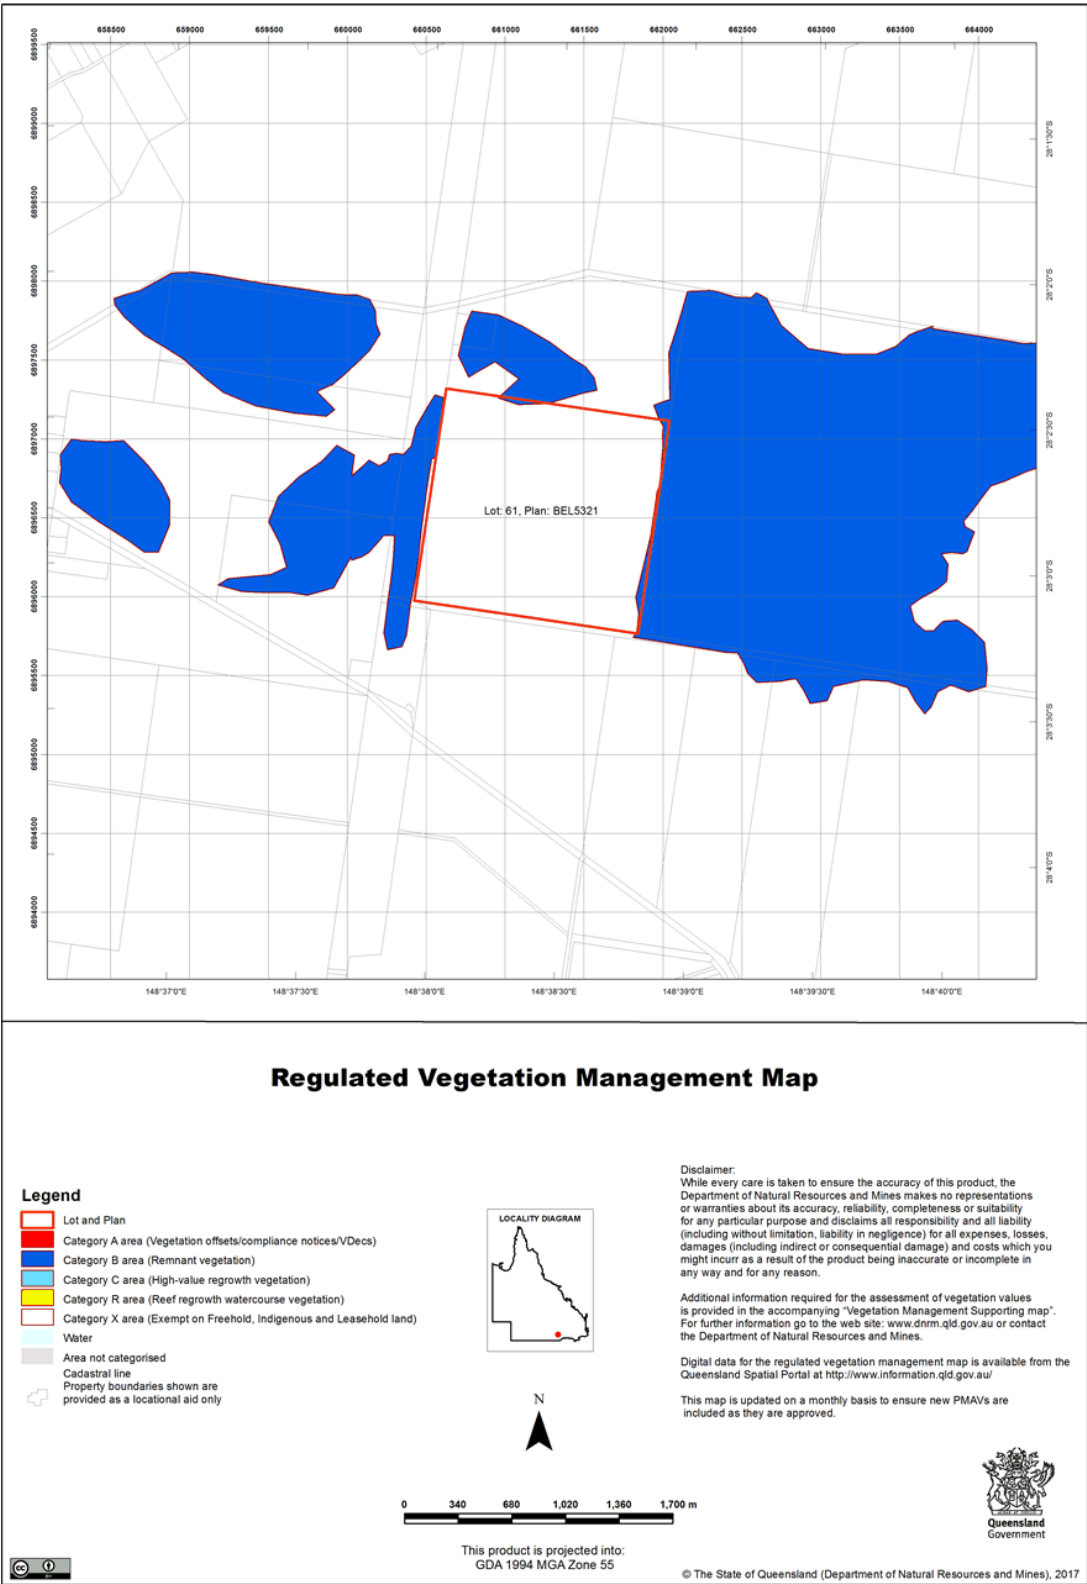 658500 659000 659500 660000 660500 661000 661500 662000 662500 663000 663500 664000
6899500
6899000
6898500
6898000
6897500
6897000
6896500
6896000
6895500
6895000
6894500
6894000
28°1'30"S
28°2'0"S
28°2'30"S
28°3'0"S
28°3'30"S
28°4'0"S
Lot: 61, Plan: BEL5321
148°37'0"E 148°37'30"E 148°38'0"E 148°38'30"E 148°39'0"E 148°39'30"E 148°40'0"E
Regulated Vegetation Management Map
Legend
Lot and Plan
Category A area (Vegetation offsets/compliance notices/VDecs)
Category B area (Remnant vegetation)
Category C area (High-value regrowth vegetation)
Category R area (Reef regrowth watercourse vegetation)
Category X area (Exempt on Freehold, Indigenous and Leasehold land)
Water
Area not categorised
Cadastral line
Property boundaries shown are
provided as a locational aid only
LOCALITY DIAGRAM
N
0 340 680 1,020 1,360 1,700 m
This product is projected into:
GDA 1994 MGA Zone 55
Disclaimer:
While every care is taken to ensure the accuracy of this product, the
Department of Natural Resources and Mines makes no representations
or warranties about its accuracy, reliability, completeness or suitability
for any particular purpose and disclaims all responsibility and all liability
(including without limitation, liability in negligence) for all expenses, losses,
damages (including indirect or consequential damage) and costs which you
might incurr as a result of the product being inaccurate or incomplete in
any way and for any reason.
Additional information required for the assessment of vegetation values
is provided in the accompanying "Vegetation Management Supporting map".
For further information go to the web site: www.dnrm.qld.gov.au or contact
the Department of Natural Resources and Mines.
Digital data for the regulated vegetation management map is available from the
Queensland Spatial Portal at http://www.information.qld.gov.au/
This map is updated on a monthly basis to ensure new PMAVs are
included as they are approved.
Queensland
Government
cc
© The State of Queensland (Department of Natural Resources and Mines), 2017